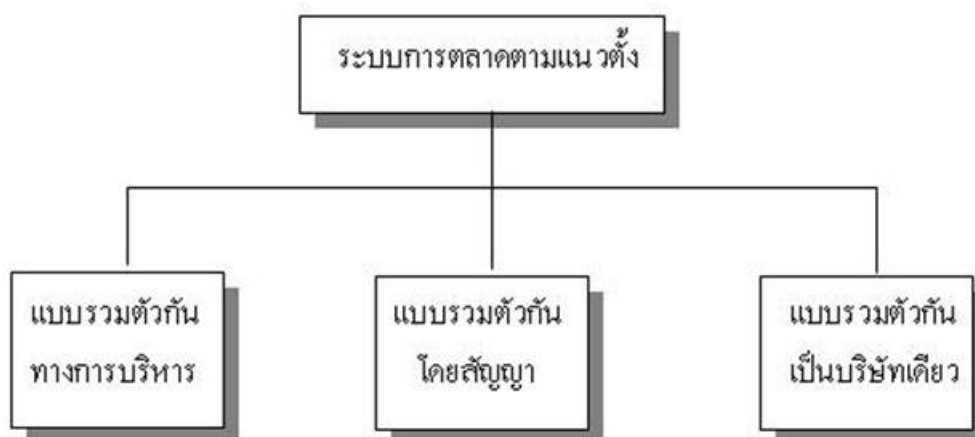 ระบบการตลาดตามแนวตั้ง
แบบรวมตัวกัน
ทางการบริหาร
แบบรวมตัวกัน
โดยสัญญา
แบบรวมตัวกัน
เป็นบริษัทเดียว